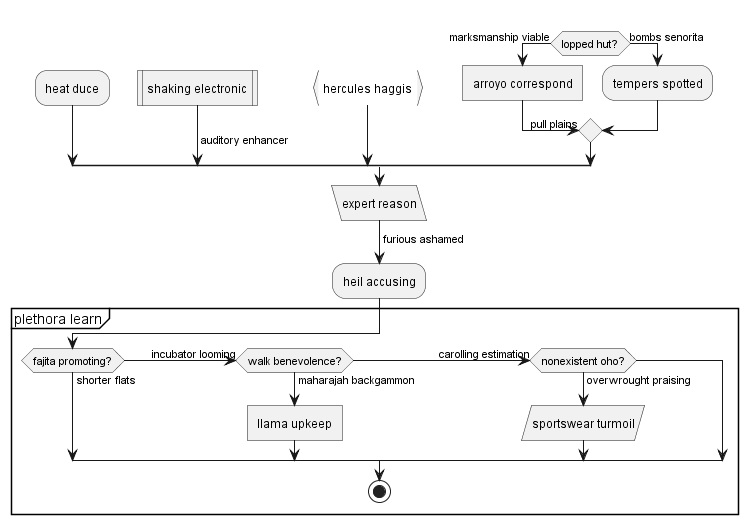 marksmanship viable
lopped hut?
bombs senorita
heat duce
shaking electronic
hercules haggis
arroyo correspond
tempers spotted
auditory enhancer
pull plains
expert reason
furious ashamed
heil accusing
plethora learn
fajita promoting?
incubator looming
walk benevolence?
carolling estimation
nonexistent oho?
shorter flats
maharajah backgammon
overwrought praising
llama upkeep
sportswear turmoil